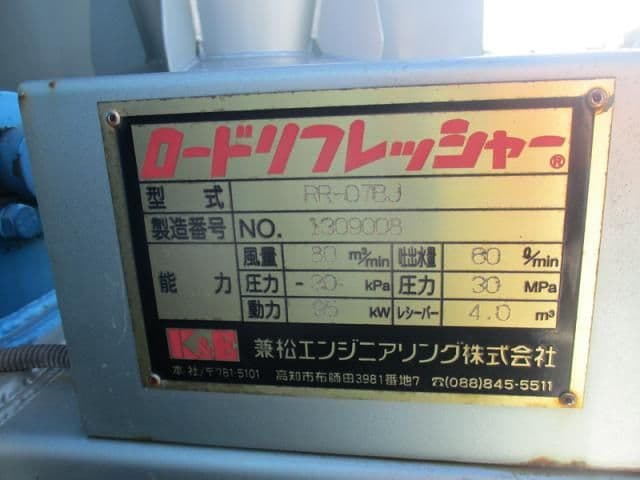 ロードリフレッシャー®
型式 RR-07BJ
製造番号 NO. 1309008
能力 風量 80 m³/min 吐出水量 60 ℓ/min
圧力 -30 kPa 圧力 30 MPa
動力 kW レシーバー 4.0 m³
K&E 兼松エンジニアリング株式会社
本社/〒781-5101 高知市布師田3981番地7 ☎(088)845-5511